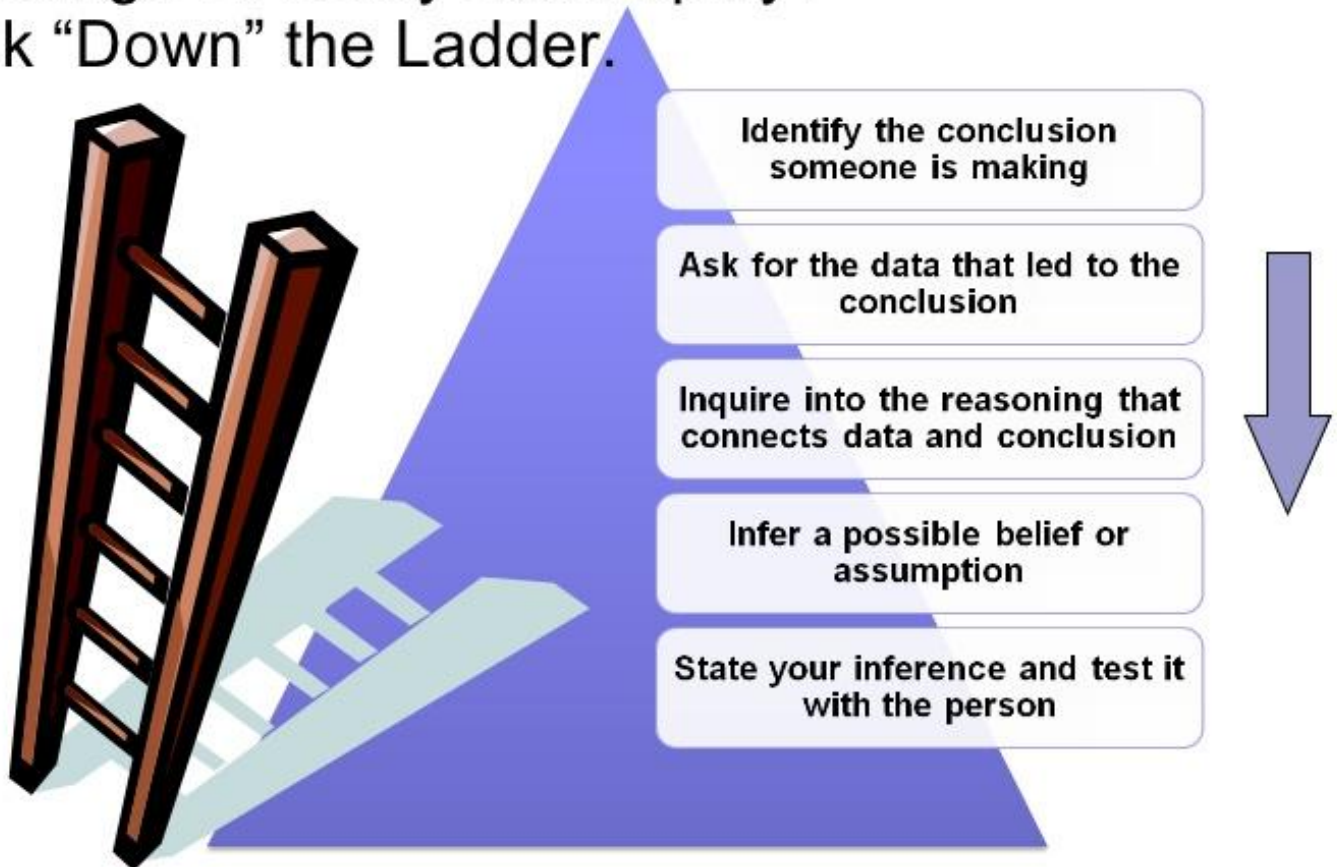 k “Down” the Ladder.
Identify the conclusion
someone is making
Ask for the data that led to the
conclusion
Inquire into the reasoning that
connects data and conclusion
Infer a possible belief or
assumption
State your inference and test it
with the person